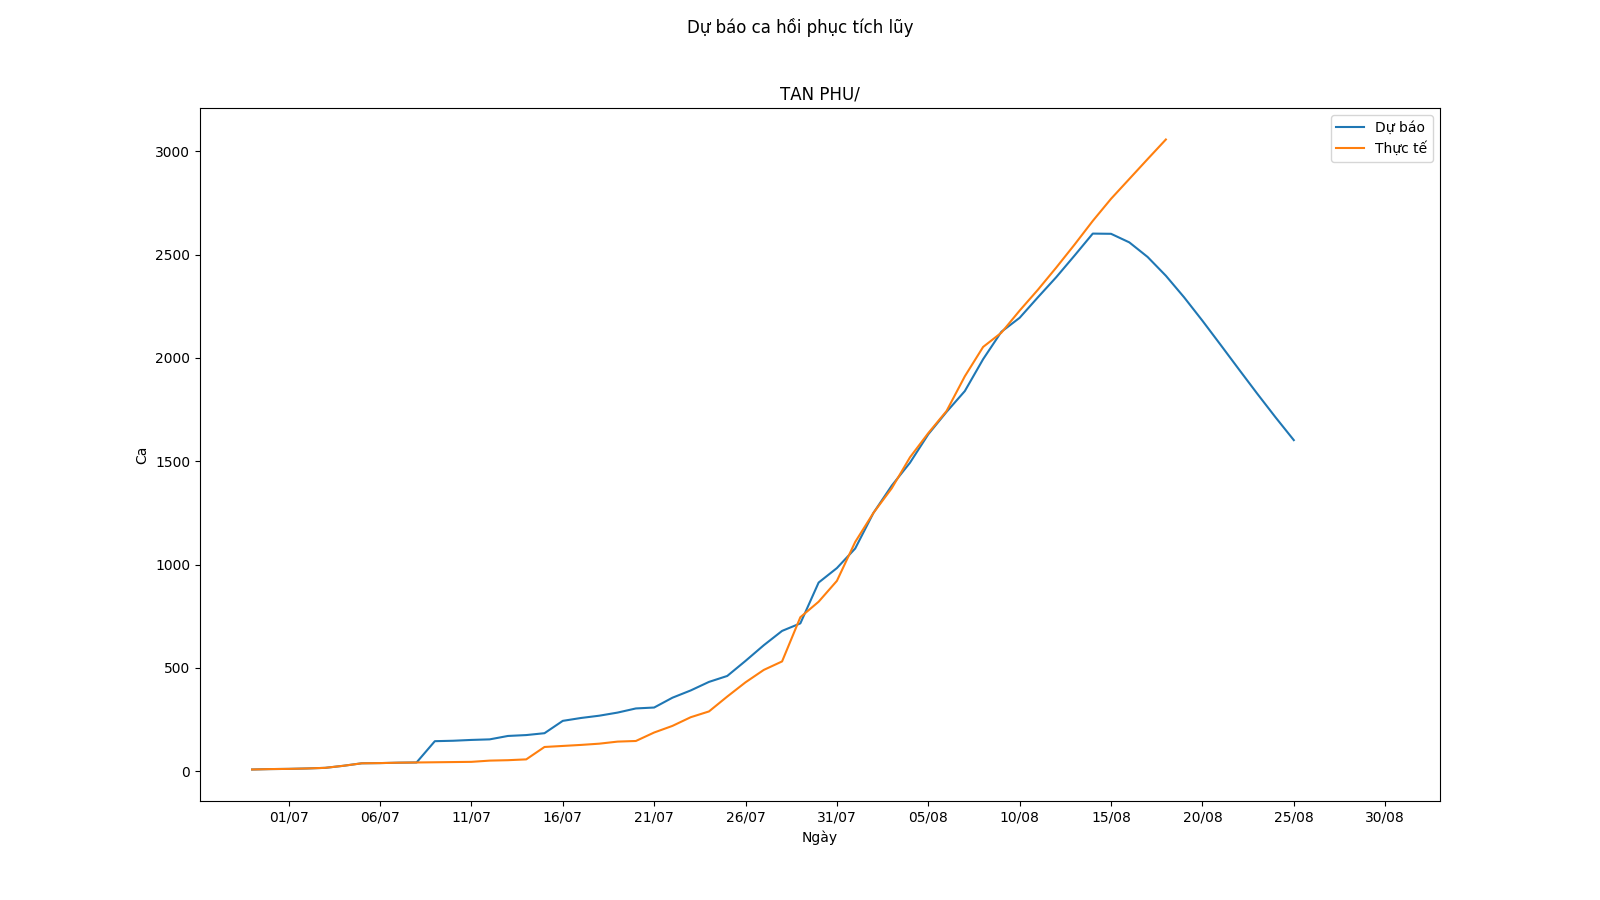 Dự báo ca hồi phục tích lũy
TAN PHU/
Dự báo
Thực tế
3000
2500
2000
1500
1000
500
0
Ca
01/07 06/07 11/07 16/07 21/07 26/07 31/07 05/08 10/08 15/08 20/08 25/08 30/08
Ngày